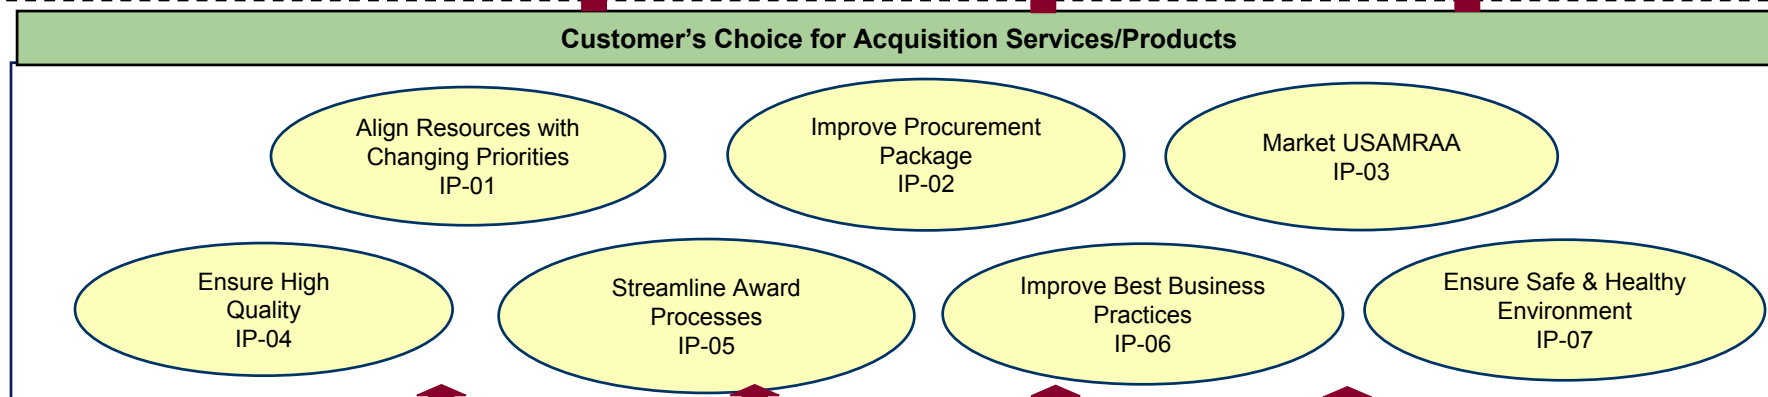 Customer’s Choice for Acquisition Services/Products
Align Resources with
Changing Priorities
IP-01
Improve Procurement
Package
IP-02
Market USAMRAA
IP-03
Ensure High
Quality
IP-04
Streamline Award
Processes
IP-05
Improve Best Business
Practices
IP-06
Ensure Safe & Healthy
Environment
IP-07